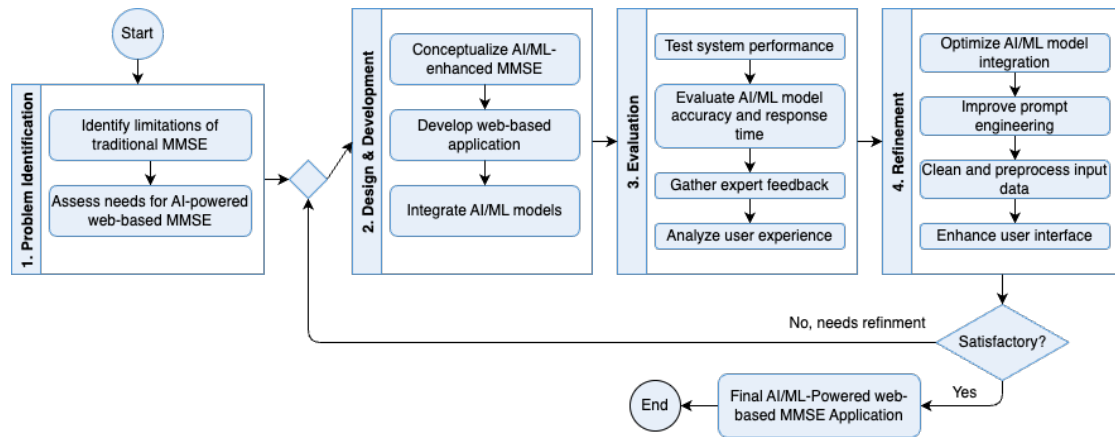 Start
1. Problem Identification
Identify limitations of
traditional MMSE
Assess needs for AI-powered
web-based MMSE
2. Design & Development
Conceptualize AI/ML-
enhanced MMSE
Develop web-based
application
Integrate AI/ML models
3. Evaluation
Test system performance
Evaluate AI/ML model
accuracy and response
time
Gather expert feedback
Analyze user experience
4. Refinement
Optimize AI/ML model
integration
Improve prompt
engineering
Clean and preprocess input
data
Enhance user interface
No, needs refinment
Satisfactory?
Yes
Final AI/ML-Powered web-
based MMSE Application
End